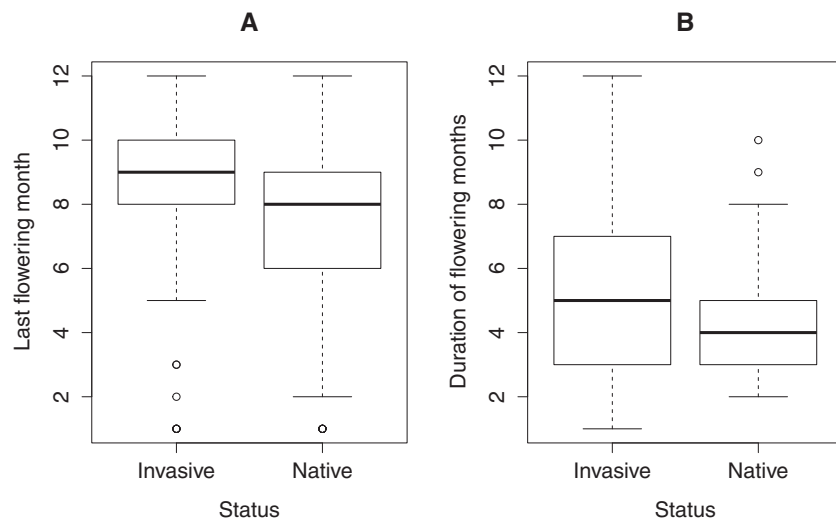 A
Last flowering month
12
10
8
6
4
2
Invasive Native
Status
B
Duration of flowering months
12
10
8
6
4
2
Invasive Native
Status